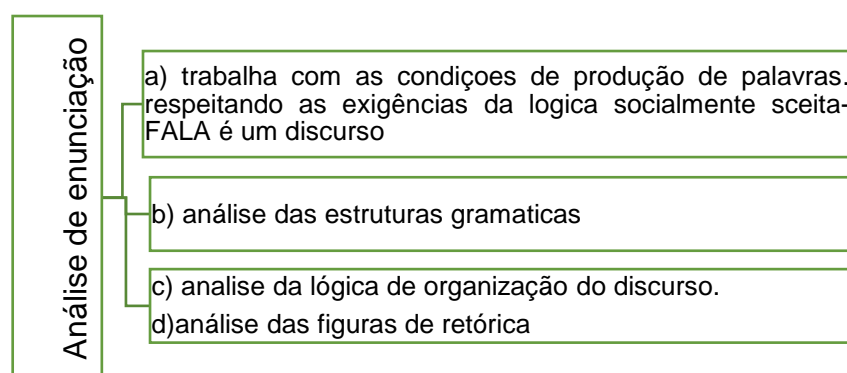 Análise de enunciação
a) trabalha com as condiçoes de produção de palavras.
respeitando as exigências da logica socialmente sceita-
FALA é um discurso
b) análise das estruturas gramaticas
c) analise da lógica de organização do discurso.
d)análise das figuras de retórica